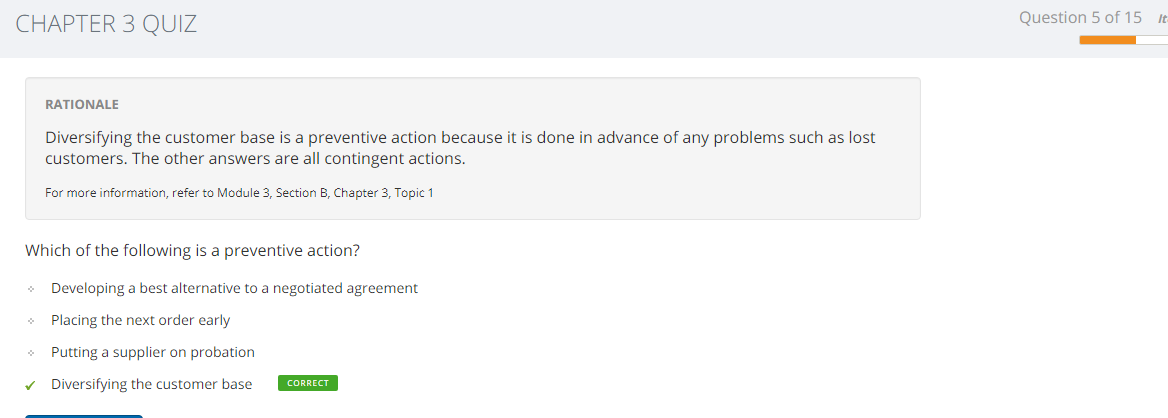 CHAPTER 3 QUIZ
Question 5 of 15
RATIONALE
Diversifying the customer base is a preventive action because it is done in advance of any problems such as lost
customers. The other answers are all contingent actions.
For more information, refer to Module 3, Section B, Chapter 3, Topic 1
Which of the following is a preventive action?
Developing a best alternative to a negotiated agreement
Placing the next order early
Putting a supplier on probation
Diversifying the customer base CORRECT